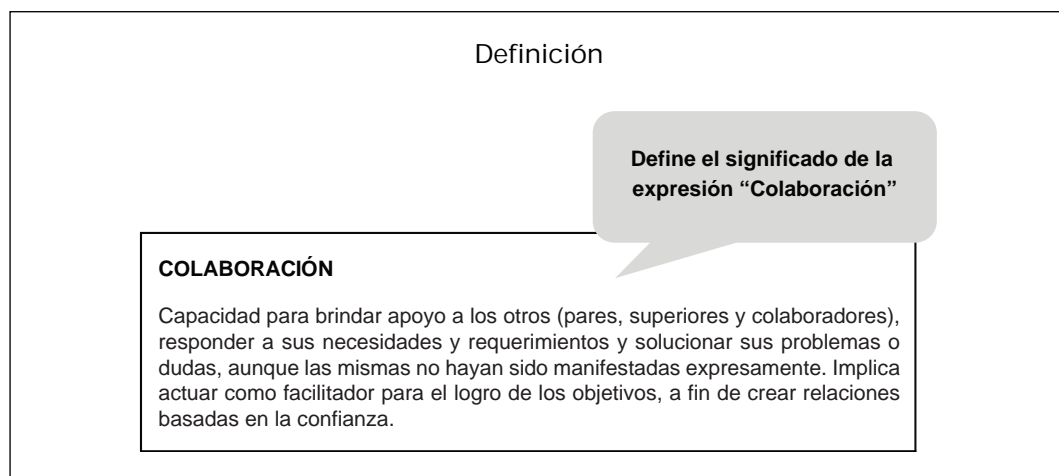 Definición
Define el significado de la
expresión “Colaboración”
COLABORACIÓN
Capacidad para brindar apoyo a los otros (pares, superiores y colaboradores),
responder a sus necesidades y requerimientos y solucionar sus problemas o
dudas, aunque las mismas no hayan sido manifestadas expresamente. Implica
actuar como facilitador para el logro de los objetivos, a fin de crear relaciones
basadas en la confianza.